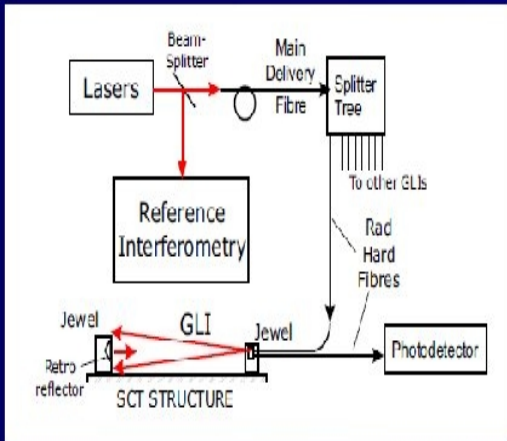 Beam-
Splitter
Lasers
Main
Delivery
Fibre
Splitter
Tree
To other GLIs
Reference
Interferometry
Rad
Hard
Fibres
Jewel
GLI
Jewel
Photodetector
Retro
reflector
SCT STRUCTURE